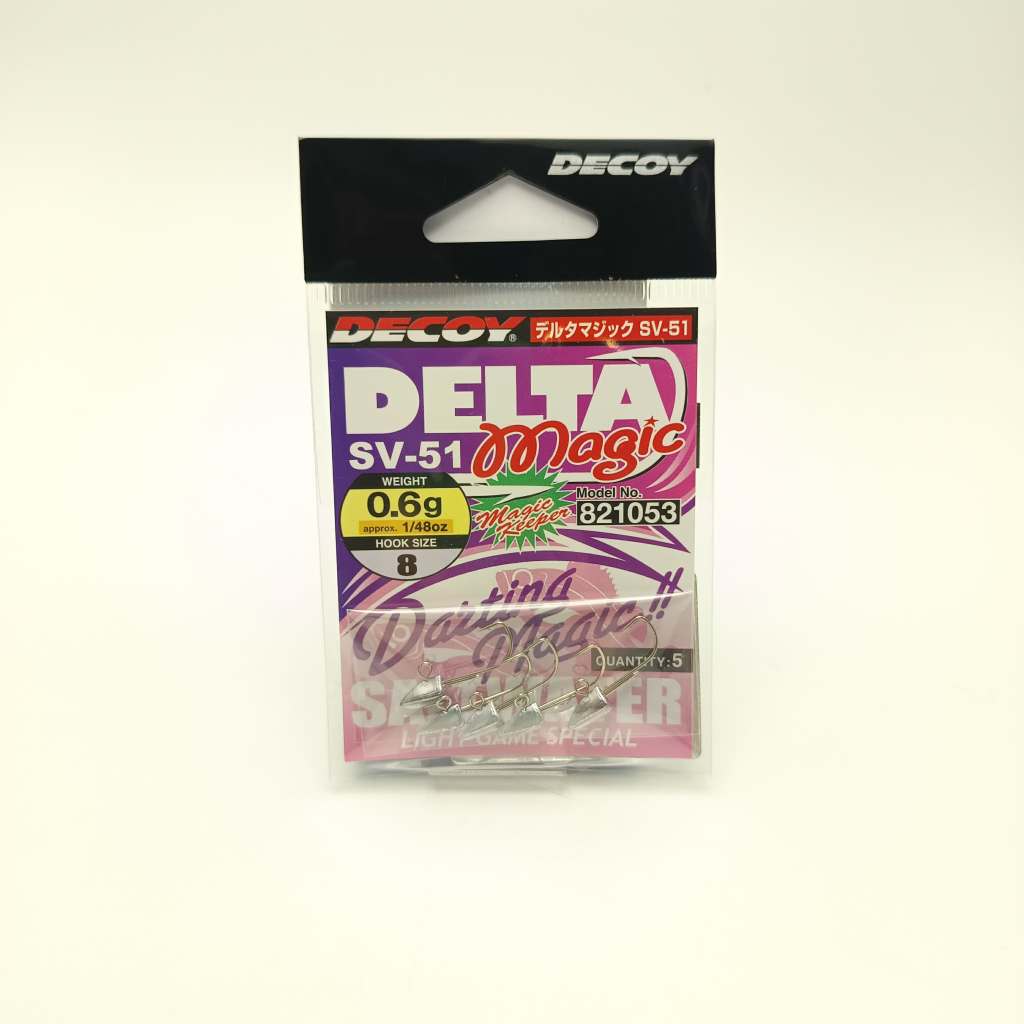 DECOY
DECOY® デルタマジック SV-51
DELTA
SV-51 Magic
WEIGHT
0.6g
approx. 1/48oz
HOOK SIZE
8
Magic Keeper
Model No.
821053
Darting
Magic!!
QUANTITY:5
SALTWATER
LIGHT GAME SPECIAL